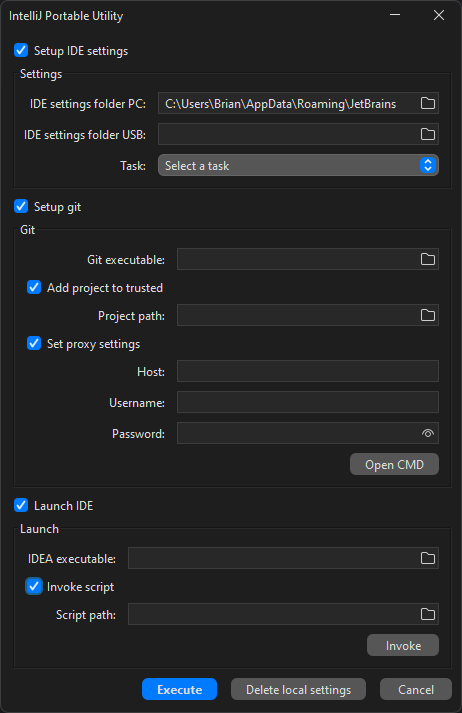 IntelliJ Portable Utility
Setup IDE settings
Settings
IDE settings folder PC: C:\Users\Brian\AppData\Roaming\JetBrains
IDE settings folder USB:
Task: Select a task
Setup git
Git
Git executable:
Add project to trusted
Project path:
Set proxy settings
Host:
Username:
Password:
Open CMD
Launch IDE
Launch
IDEA executable:
Invoke script
Script path:
Invoke
Execute Delete local settings Cancel